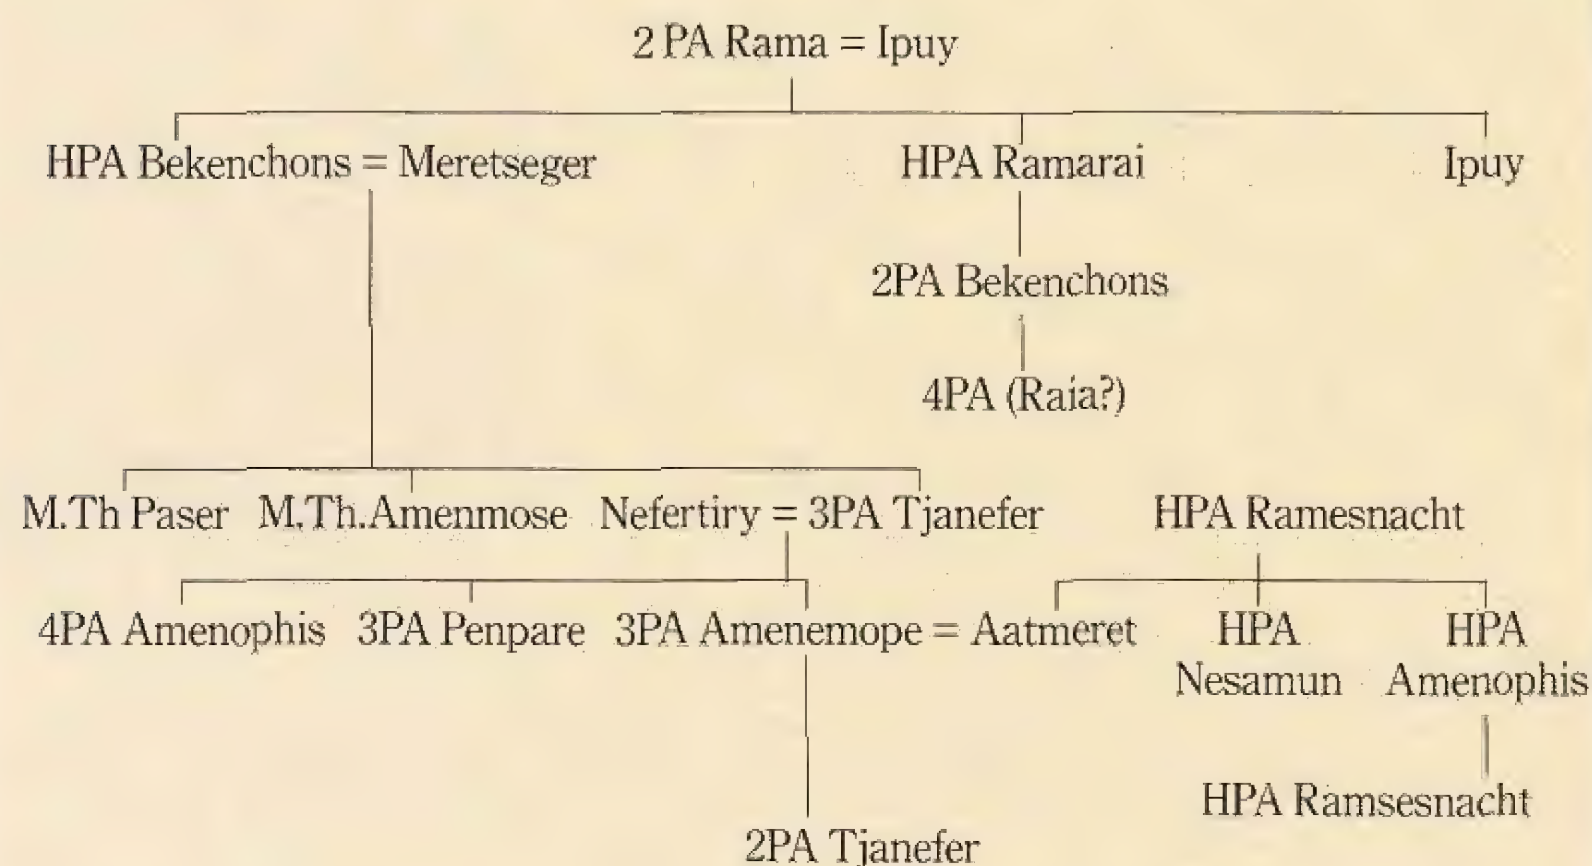 2 PA Rama = Ipuy
HPA Bekenchons = Meretseger HPA Ramarai Ipuy
2PA Bekenchons
4PA (Raia?)
M.Th Paser M.Th.Amenmose Nefertiry = 3PA Tjanefer HPA Ramesnacht
4PA Amenophis 3PA Penpare 3PA Amenemope = Aatmeret HPA HPA
Nesamun Amenophis
HPA Ramsesnacht
2PA Tjanefer